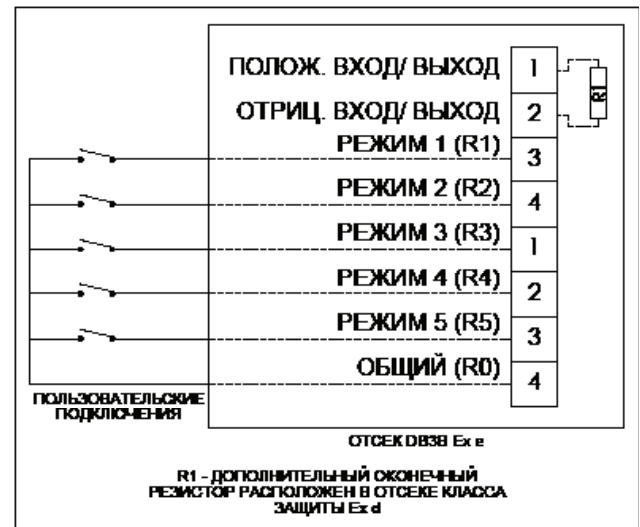 ПОЛОЖ. ВХОД/ ВЫХОД 1
R1
ОТРИЦ. ВХОД/ ВЫХОД 2
РЕЖИМ 1 (R1) 3
РЕЖИМ 2 (R2) 4
РЕЖИМ 3 (R3) 1
РЕЖИМ 4 (R4) 2
РЕЖИМ 5 (R5) 3
ОБЩИЙ (R0) 4
ПОЛЬЗОВАТЕЛЬСКИЕ
ПОДКЛЮЧЕНИЯ
ОТСЕК DB3B Ex e
R1 - ДОПОЛНИТЕЛЬНЫЙ ОКОНЕЧНЫЙ
РЕЗИСТОР РАСПОЛОЖЕН В ОТСЕКЕ КЛАССА
ЗАЩИТЫ Ex d